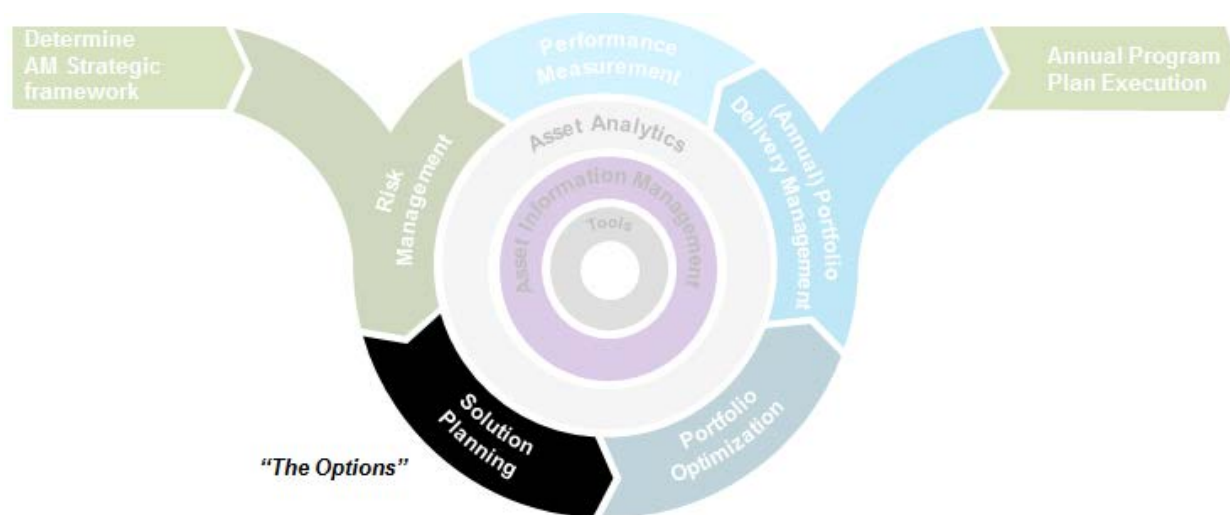 Determine
AM Strategic
framework
Performance
Measurement
Annual Program
Plan Execution
Risk
Management
Asset Analytics
Asset Information Management
Tools
(Annual) Portfolio
Delivery Management
Solution
Planning
Portfolio
Optimization
“The Options”